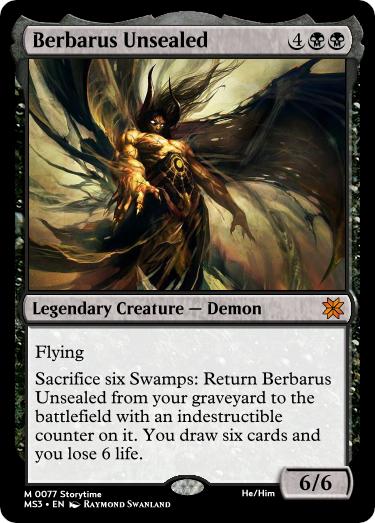 Berbarus Unsealed 4
Legendary Creature — Demon
Flying
Sacrifice six Swamps: Return Berbarus
Unsealed from your graveyard to the
battlefield with an indestructible
counter on it. You draw six cards and
you lose 6 life.
6/6
M 0077 Storytime He/Him
MS3 • EN Raymond Swanland